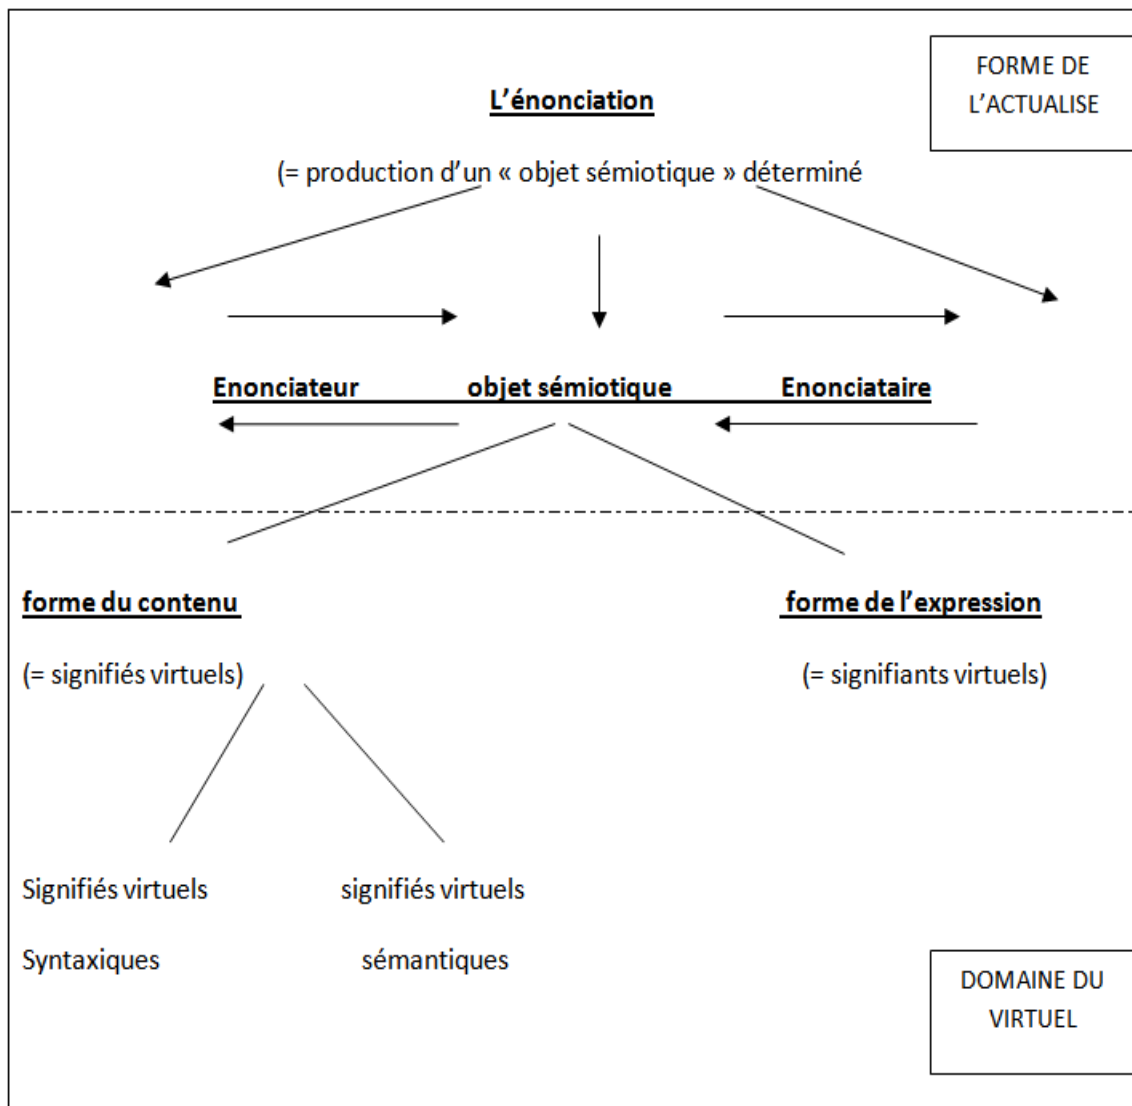 FORME DE
L'ACTUALISE
L'énonciation
(= production d'un « objet sémiotique » déterminé
Enonciateur objet sémiotique Enonciataire
forme du contenu forme de l'expression
(= signifiés virtuels) (= signifiants virtuels)
Signifiés virtuels signifiés virtuels
Syntaxiques sémantiques
DOMAINE DU
VIRTUEL